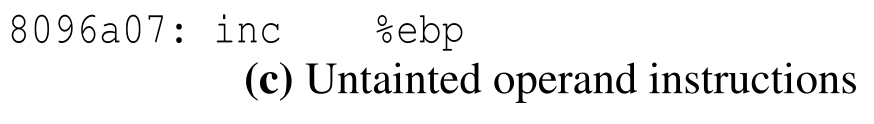 8096a07: inc %ebp
(c) Untainted operand instructions